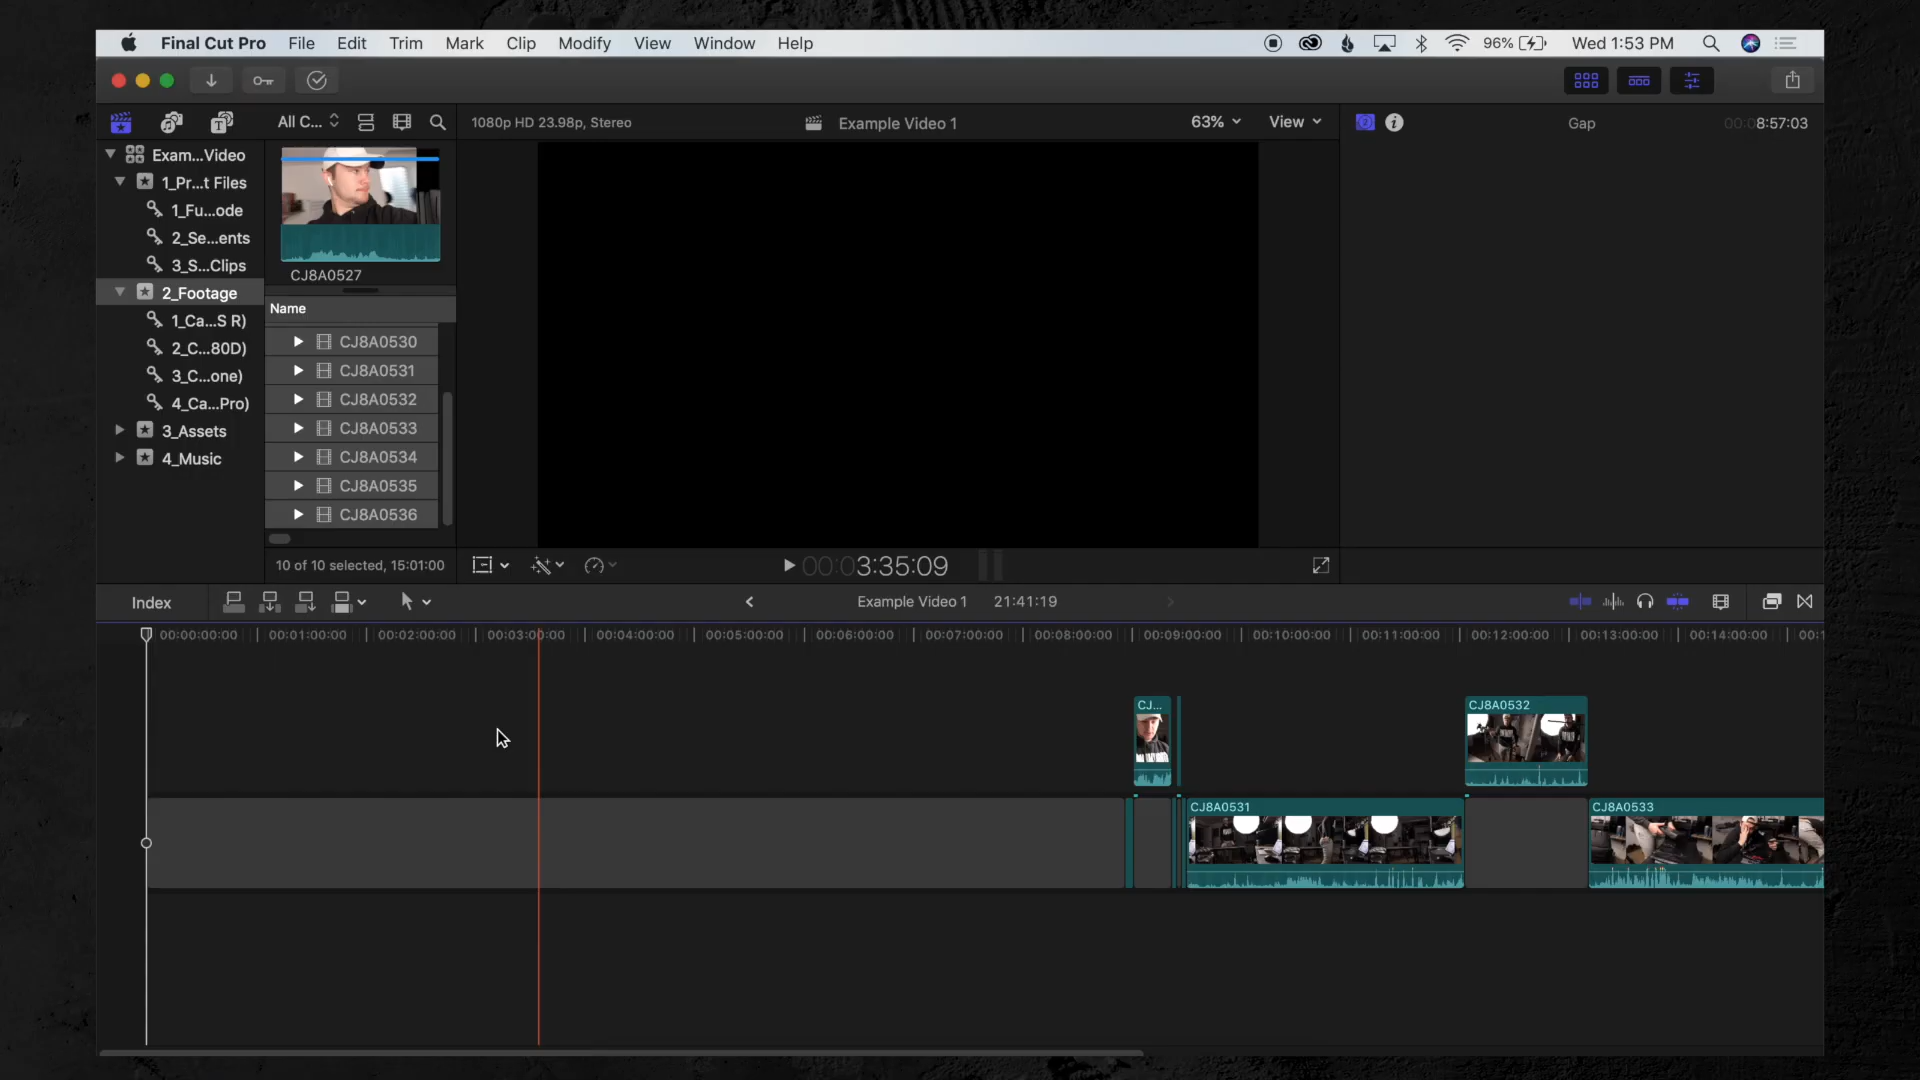 Final Cut Pro File Edit Trim Mark Clip Modify View Window Help 96% Wed 1:53 PM
All C... 1080p HD 23.98p, Stereo Example Video 1 63% View Gap 00:08:57:03
Exam...Video
1_Pr...t Files
1_Fu...ode
2_Se...ents
3_S...Clips
2_Footage
1_Ca...S R)
2_C...80D)
3_C...one)
4_Ca...Pro)
3_Assets
4_Music
CJ8A0527
Name
CJ8A0530
CJ8A0531
CJ8A0532
CJ8A0533
CJ8A0534
CJ8A0535
CJ8A0536
10 of 10 selected, 15:01:00 00:03:35:09
Index Example Video 1 21:41:19
00:00:00:00 00:01:00:00 00:02:00:00 00:03:00:00 00:04:00:00 00:05:00:00 00:06:00:00 00:07:00:00 00:08:00:00 00:09:00:00 00:10:00:00 00:11:00:00 00:12:00:00 00:13:00:00 00:14:00:00 00:1
CJ... CJ8A0532
CJ8A0531 CJ8A0533